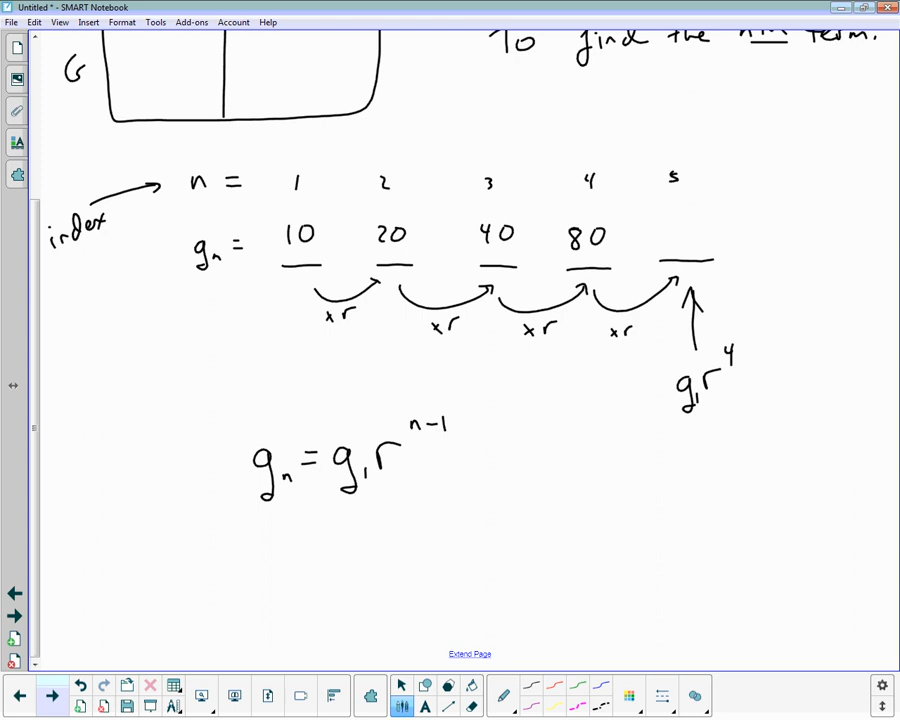 Untitled * - SMART Notebook
File Edit View Insert Format Tools Add-ons Account Help
To find the nth term.
G
n = 1 2 3 4 5
index
gₙ = 10 20 40 80
xr xr xr xr
g₁r⁴
gₙ = g₁rⁿ⁻¹
Extend Page